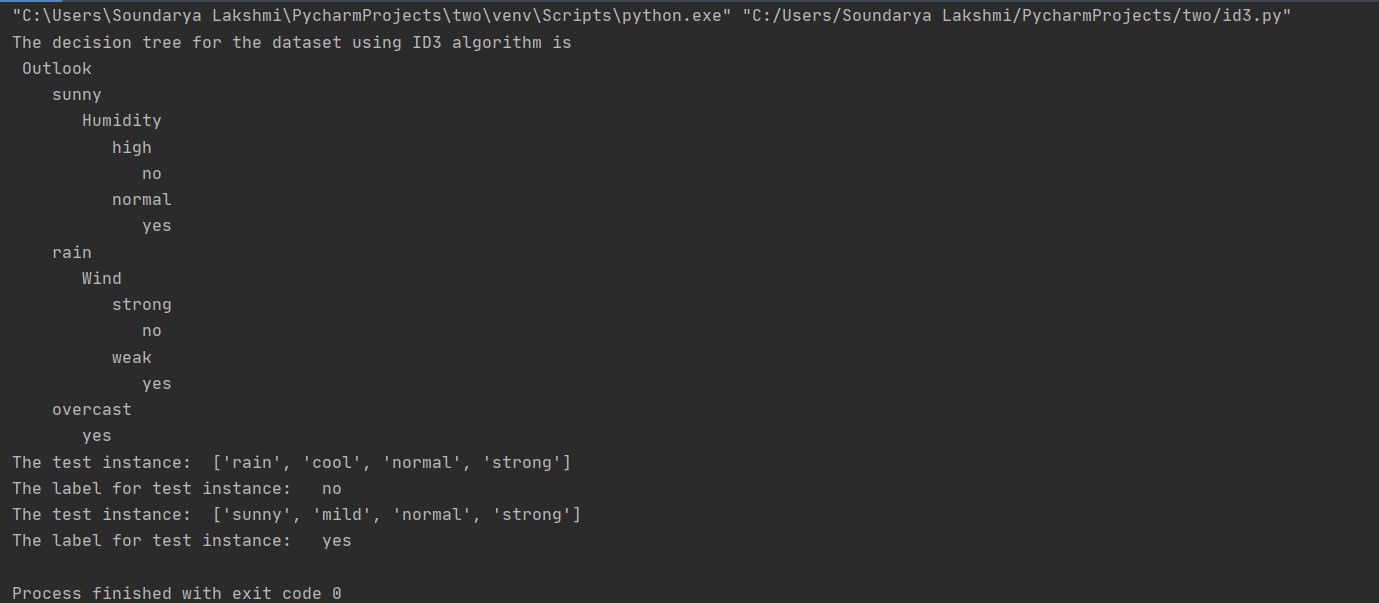 "C:\Users\Soundarya Lakshmi\PycharmProjects\two\venv\Scripts\python.exe" "C:/Users/Soundarya Lakshmi/PycharmProjects/two/id3.py"
The decision tree for the dataset using ID3 algorithm is
 Outlook
    sunny
       Humidity
          high
             no
          normal
             yes
    rain
       Wind
          strong
             no
          weak
             yes
    overcast
       yes
The test instance:  ['rain', 'cool', 'normal', 'strong']
The label for test instance:   no
The test instance:  ['sunny', 'mild', 'normal', 'strong']
The label for test instance:   yes

Process finished with exit code 0